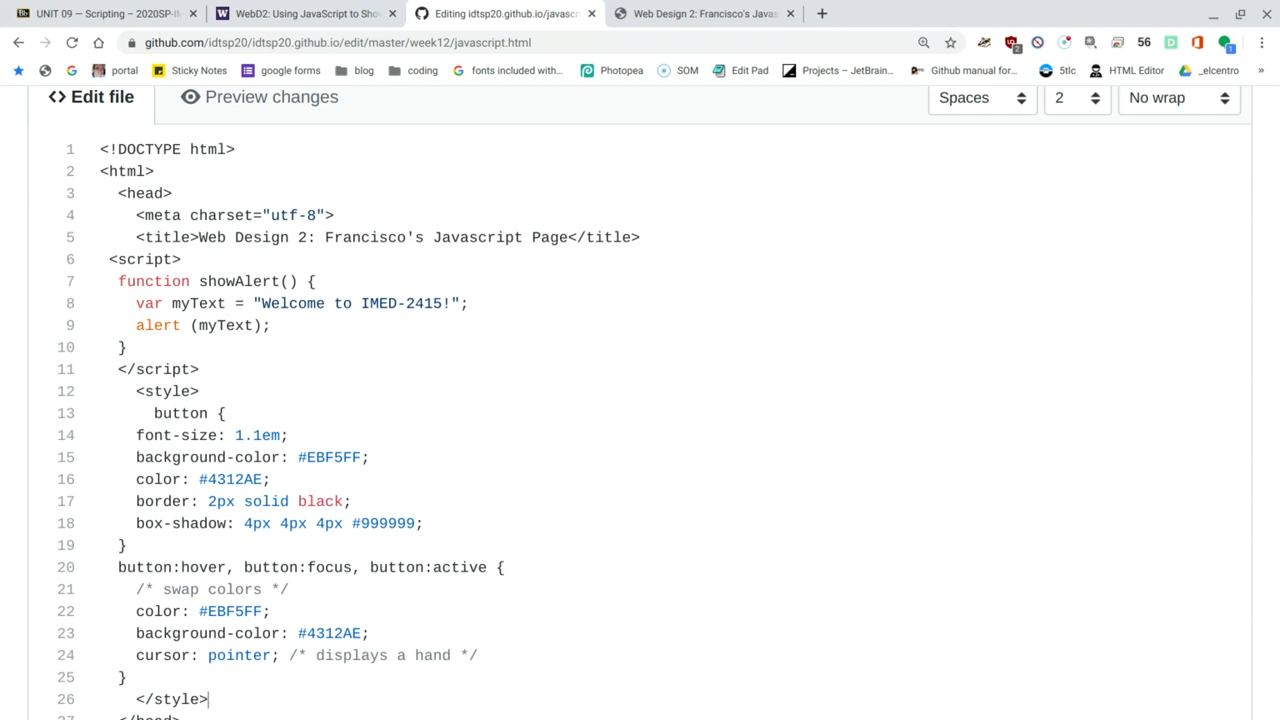 UNIT 09 — Scripting – 2020SP-I
WebD2: Using JavaScript to Sho
Editing idtsp20.github.io/javascr
Web Design 2: Francisco's Javas
github.com/idtsp20/idtsp20.github.io/edit/master/week12/javascript.html
2
56
D
1
portal
Sticky Notes
google forms
blog
coding
fonts included with...
Photopea
SOM
Edit Pad
Projects – JetBrain...
Github manual for...
5tlc
HTML Editor
_elcentro
»
<> Edit file
Preview changes
Spaces
2
No wrap
1 <!DOCTYPE html>
2 <html>
3 <head>
4 <meta charset="utf-8">
5 <title>Web Design 2: Francisco's Javascript Page</title>
6 <script>
7 function showAlert() {
8 var myText = "Welcome to IMED-2415!";
9 alert (myText);
10 }
11 </script>
12 <style>
13 button {
14 font-size: 1.1em;
15 background-color: #EBF5FF;
16 color: #4312AE;
17 border: 2px solid black;
18 box-shadow: 4px 4px 4px #999999;
19 }
20 button:hover, button:focus, button:active {
21 /* swap colors */
22 color: #EBF5FF;
23 background-color: #4312AE;
24 cursor: pointer; /* displays a hand */
25 }
26 </style>
27 </head>